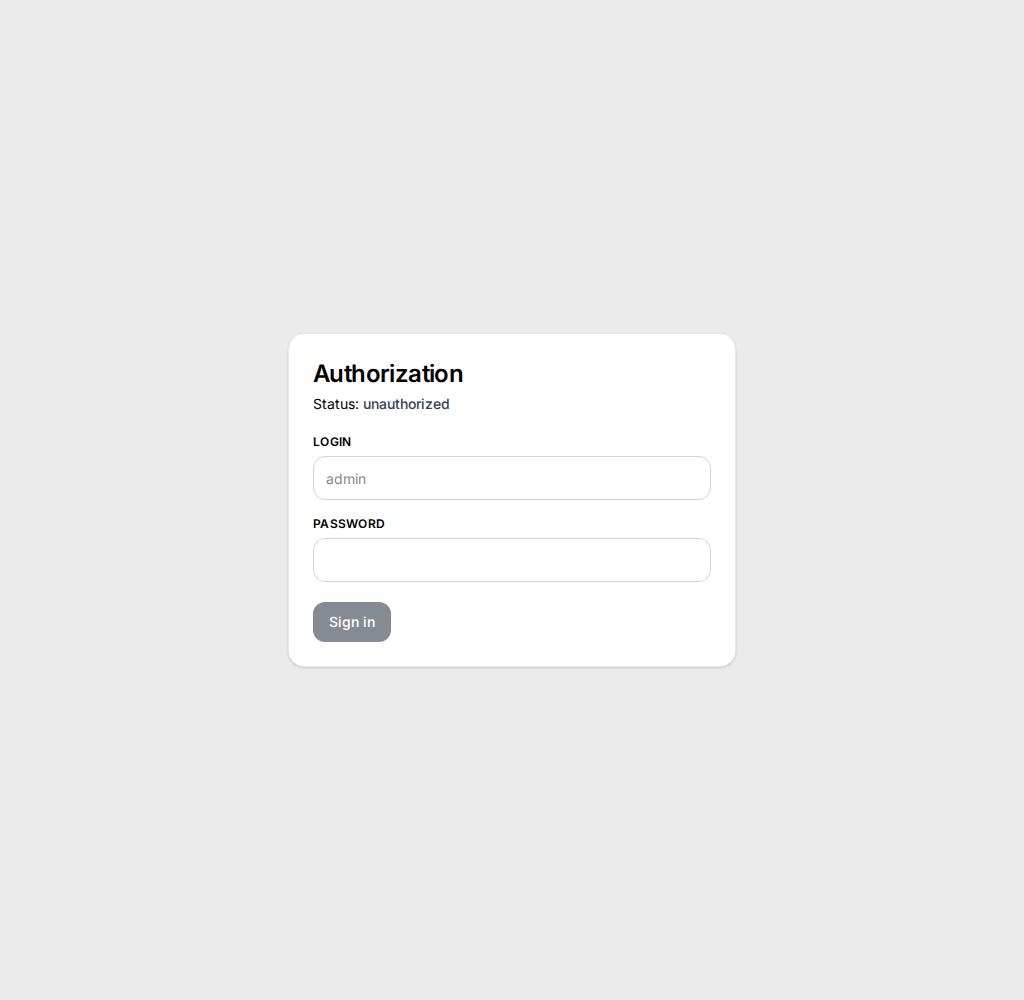 Authorization
Status: unauthorized
LOGIN
admin
PASSWORD
Sign in